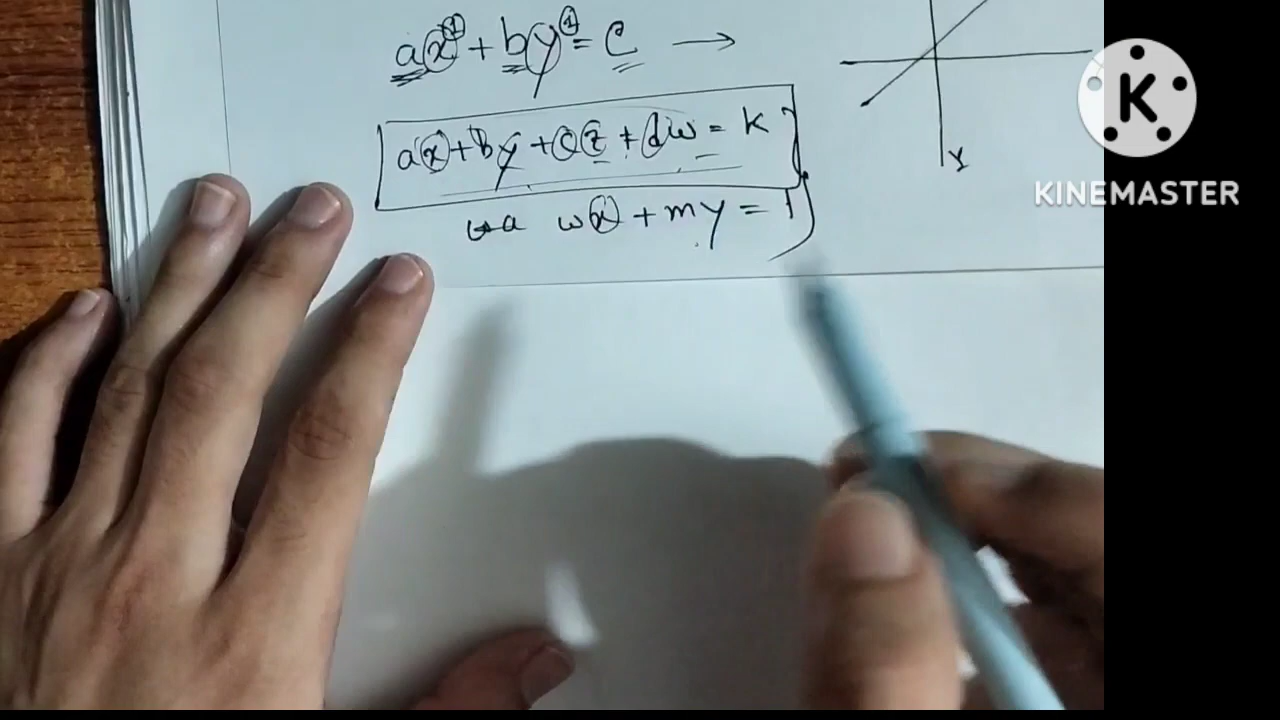 ax¹ + by¹ = c →
ax + by + cz + dw = k
wx + my = 1
y
K
KINEMASTER